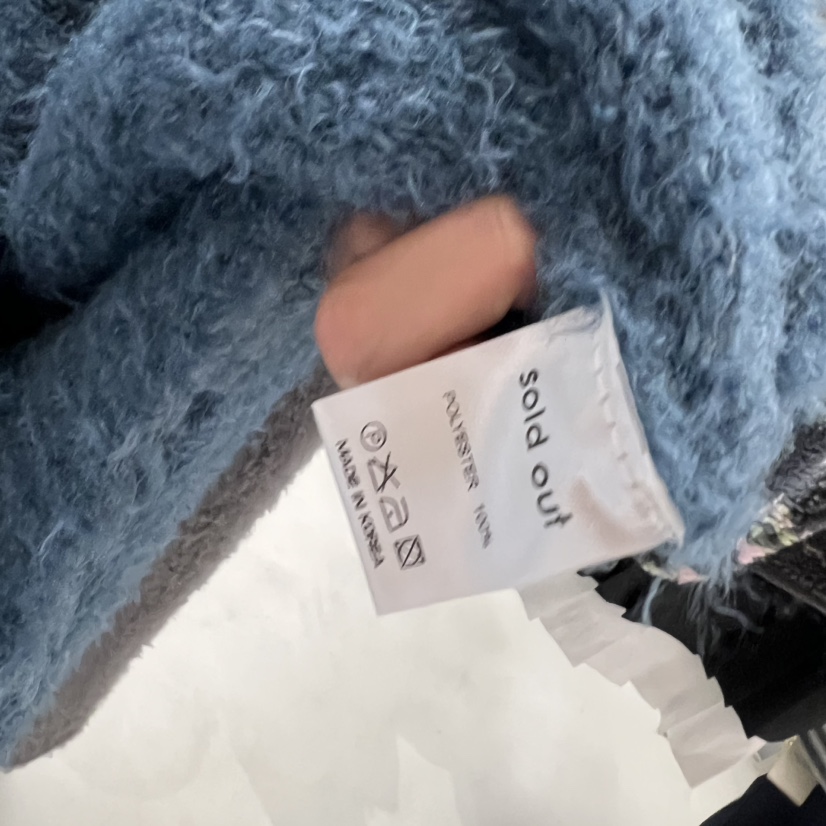 sold out
POLYESTER 100%
P
MADE IN KOREA